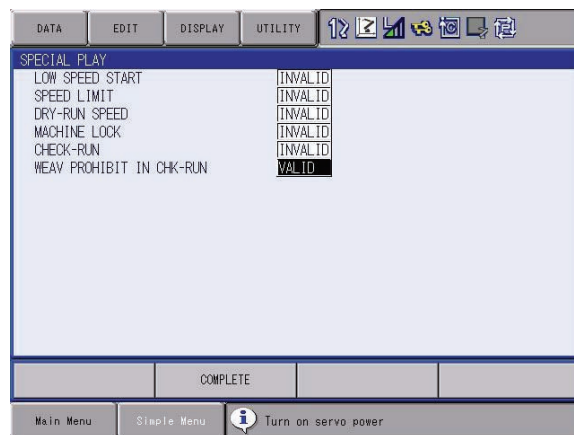 DATA EDIT DISPLAY UTILITY
SPECIAL PLAY
LOW SPEED START INVALID
SPEED LIMIT INVALID
DRY-RUN SPEED INVALID
MACHINE LOCK INVALID
CHECK-RUN INVALID
WEAV PROHIBIT IN CHK-RUN VALID
COMPLETE
Main Menu Simple Menu Turn on servo power